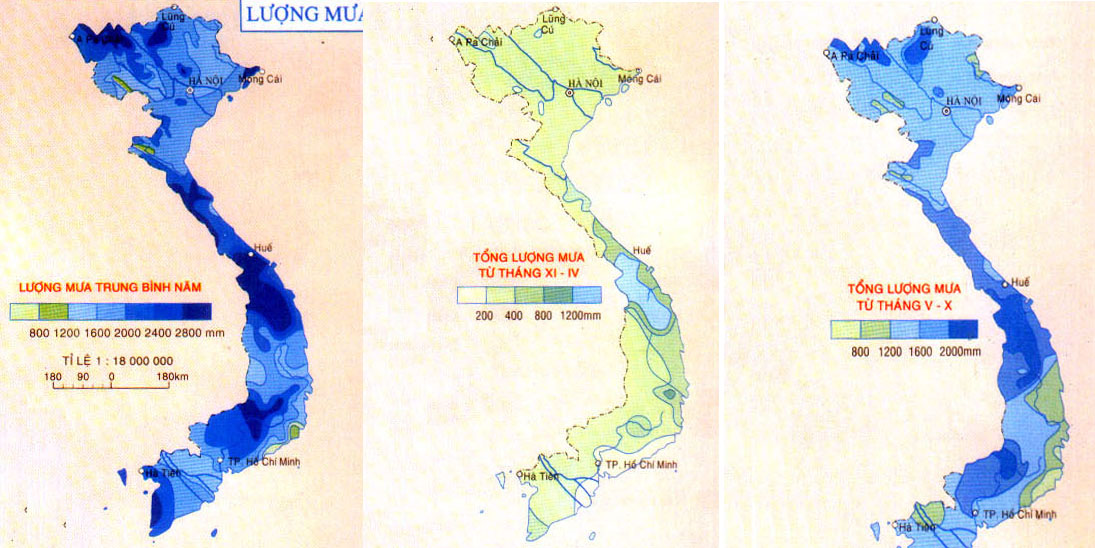 LƯỢNG MƯA
Lũng
Cú
A Pa Chải
HÀ NỘI
Móng Cái
Huế
LƯỢNG MƯA TRUNG BÌNH NĂM
800 1200 1600 2000 2400 2800 mm
TỈ LỆ 1 : 18 000 000
180 90 0 180km
TP. Hồ Chí Minh
Hà Tiên
Lũng
Cú
A Pa Chải
HÀ NỘI
Móng Cái
Huế
TỔNG LƯỢNG MƯA
TỪ THÁNG XI - IV
200 400 800 1200mm
TP. Hồ Chí Minh
Hà Tiên
Lũng
Cú
A Pa Chải
HÀ NỘI
Móng Cái
Huế
TỔNG LƯỢNG MƯA
TỪ THÁNG V - X
800 1200 1600 2000mm
TP. Hồ Chí Minh
Hà Tiên